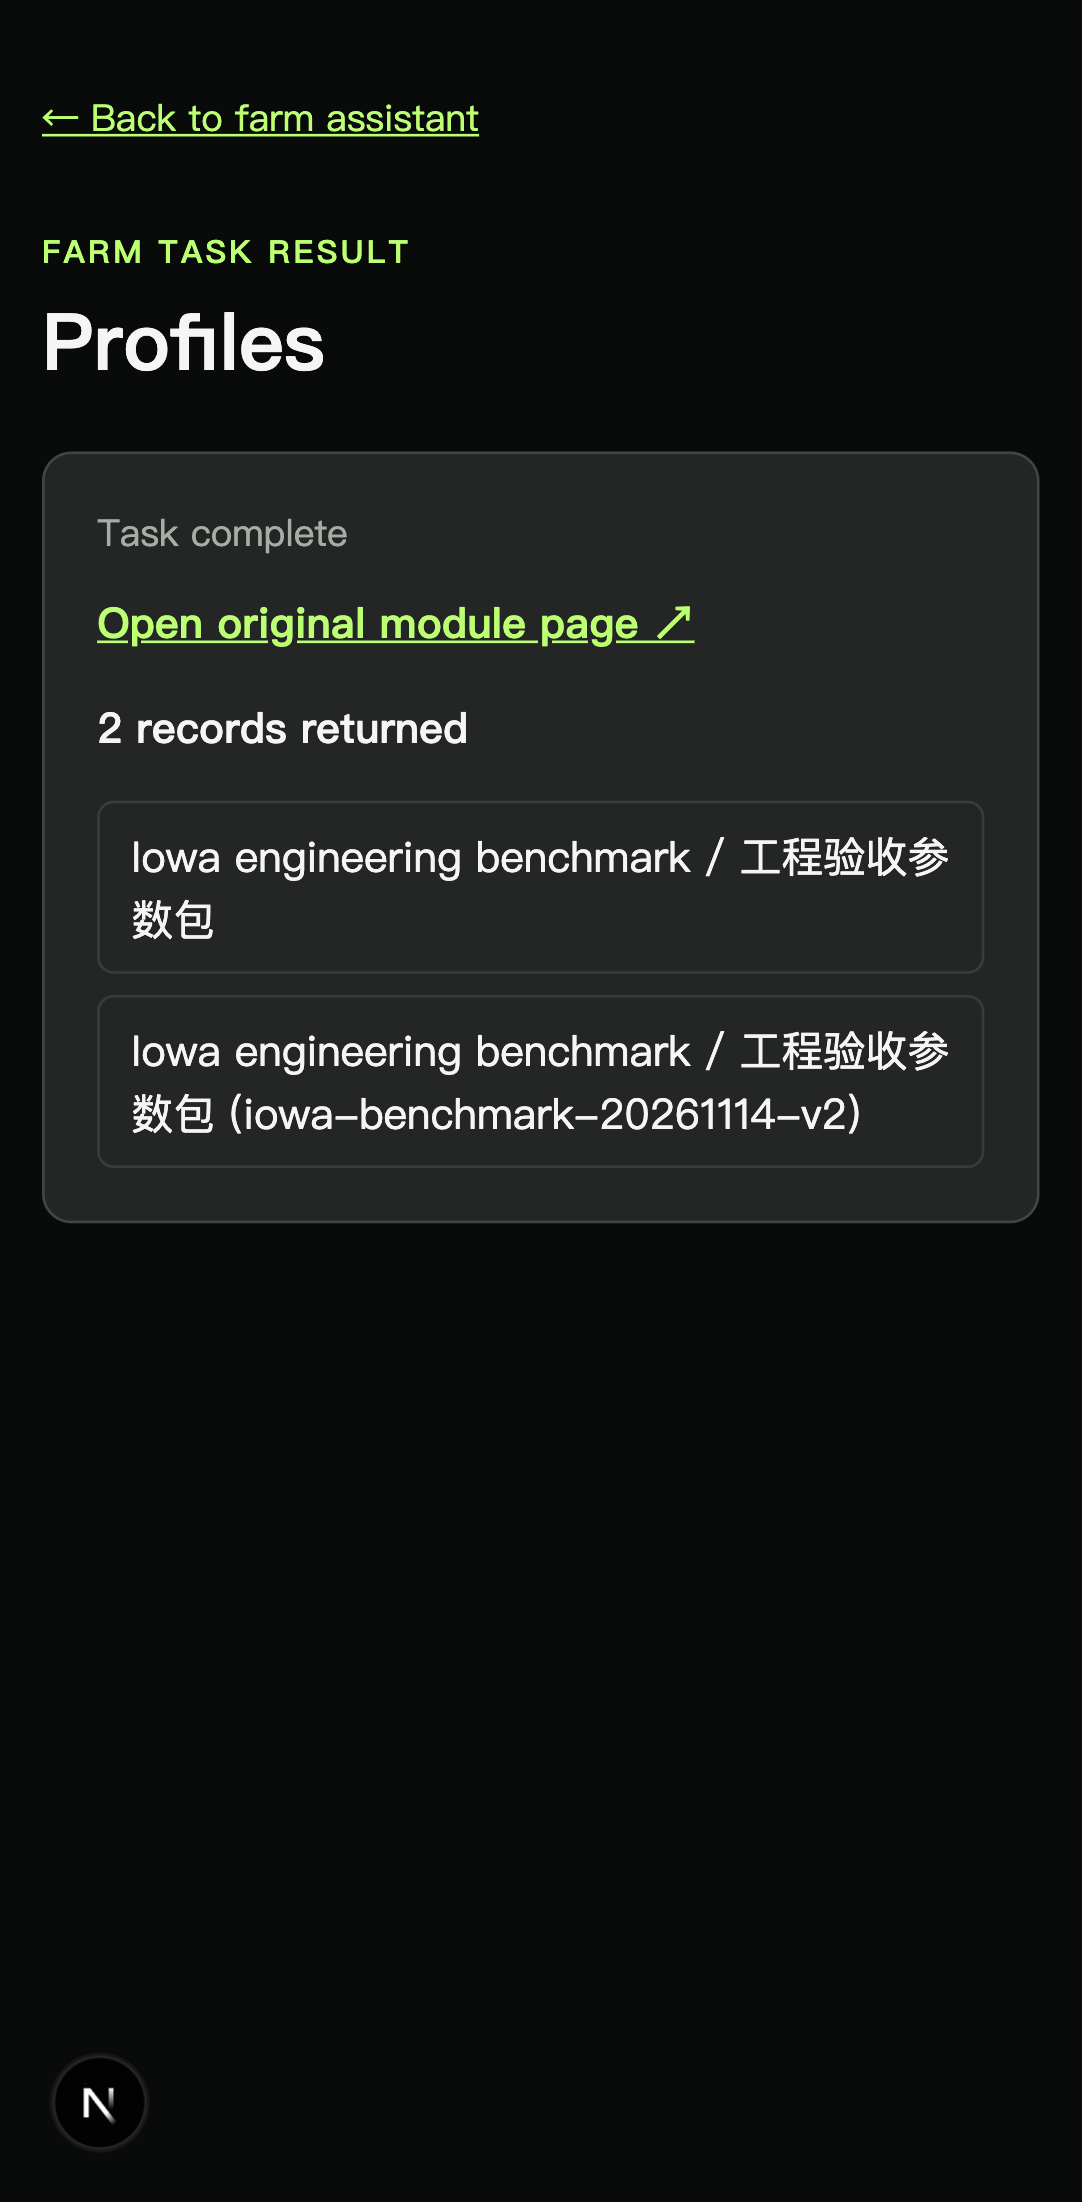 ← Back to farm assistant
FARM TASK RESULT
Profiles
Task complete
Open original module page ↗
2 records returned
Iowa engineering benchmark / 工程验收参
数包
Iowa engineering benchmark / 工程验收参
数包 (iowa-benchmark-20261114-v2)
N